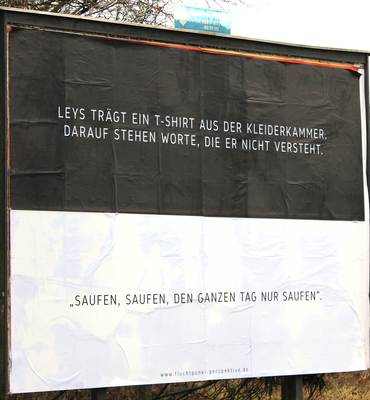 LEYS TRÄGT EIN T-SHIRT AUS DER KLEIDERKAMMER.
DARAUF STEHEN WORTE, DIE ER NICHT VERSTEHT.
„SAUFEN, SAUFEN, DEN GANZEN TAG NUR SAUFEN“.
www.fluchtpunkt-perspektive.de